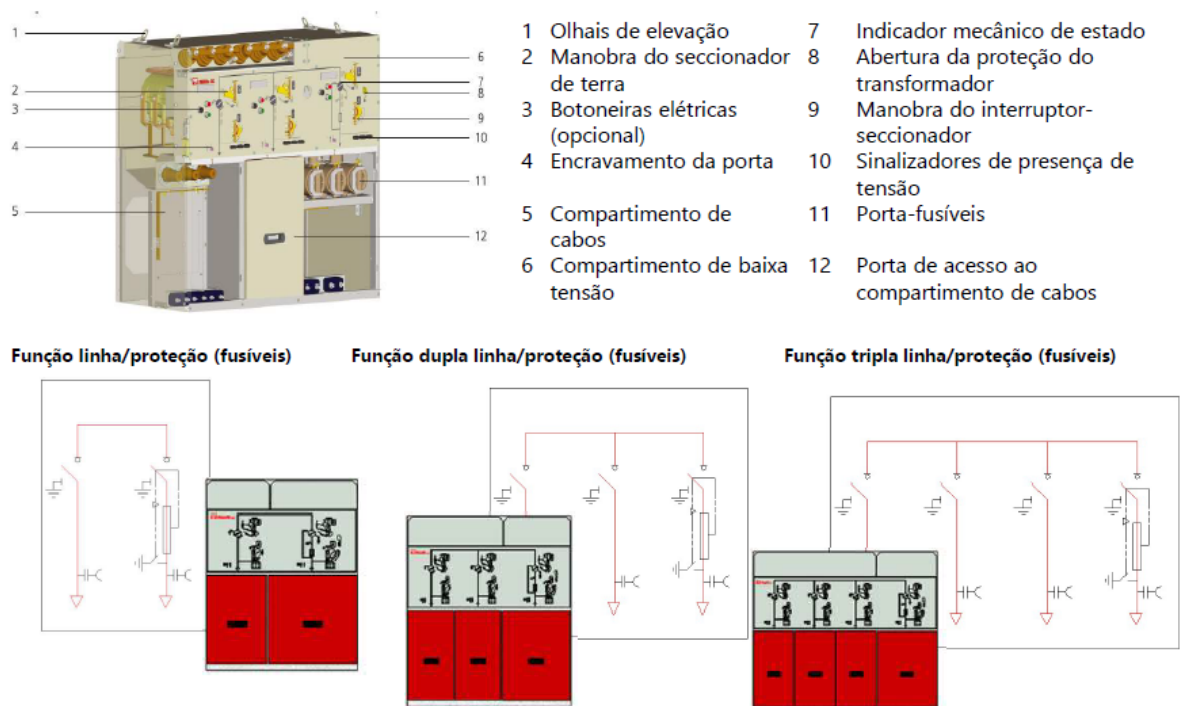 1
2
3
4
5
6
7
8
9
10
11
12
1 Olhais de elevação
2 Manobra do seccionador
de terra
3 Botoneiras elétricas
(opcional)
4 Encravamento da porta
5 Compartimento de
cabos
6 Compartimento de baixa
tensão
7 Indicador mecânico de estado
8 Abertura da proteção do
transformador
9 Manobra do interruptor-
seccionador
10 Sinalizadores de presença de
tensão
11 Porta-fusíveis
12 Porta de acesso ao
compartimento de cabos
Função linha/proteção (fusíveis)
Função dupla linha/proteção (fusíveis)
Função tripla linha/proteção (fusíveis)